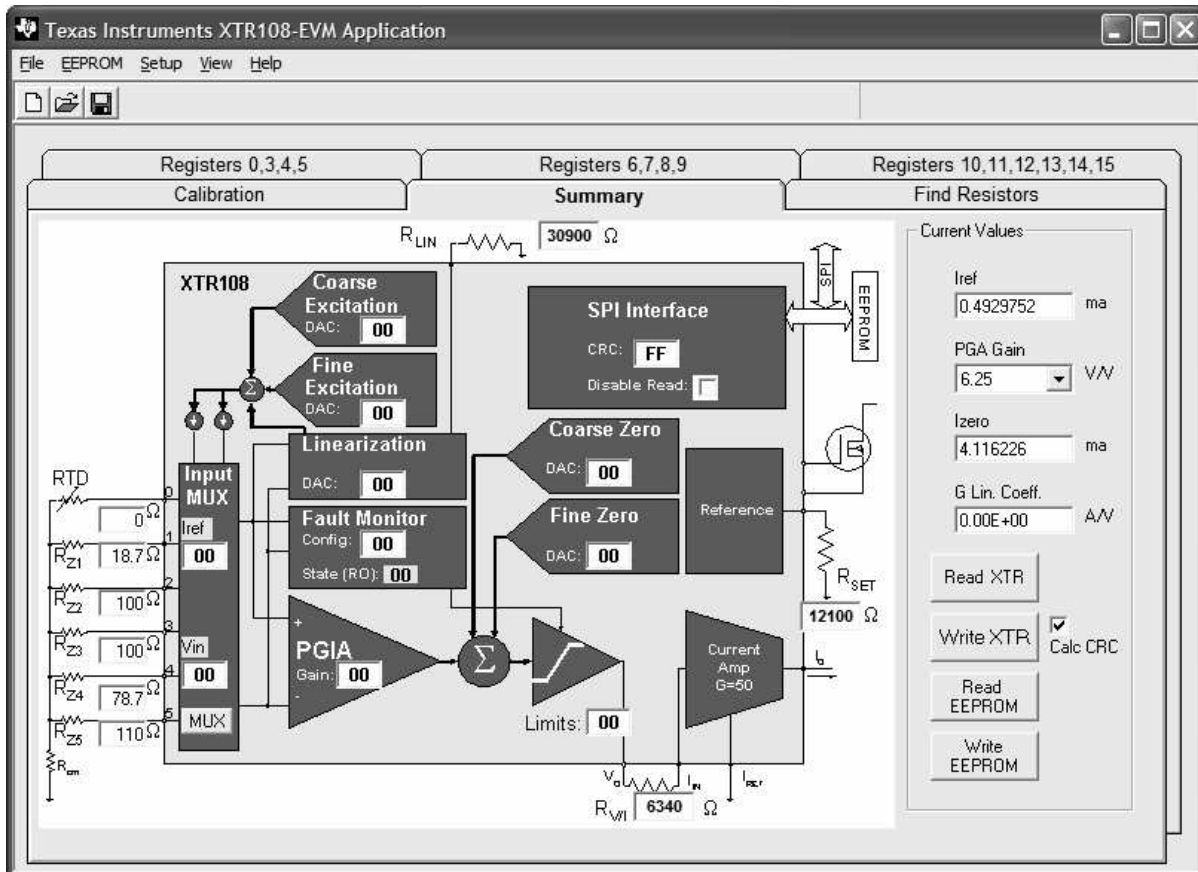 Texas Instruments XTR108-EVM Application
File EEPROM Setup View Help
Registers 0,3,4,5
Registers 6,7,8,9
Registers 10,11,12,13,14,15
Calibration
Summary
Find Resistors
RLIN
30900 Ω
XTR108
Coarse
Excitation
DAC: 00
Fine
Excitation
DAC: 00
Σ
Linearization
DAC: 00
Fault Monitor
Config: 00
State (RO): 00
SPI Interface
CRC: FF
Disable Read:
SPI
EEPROM
Coarse Zero
DAC: 00
Fine Zero
DAC: 00
Reference
RSET
12100 Ω
Input
MUX
Iref
00
Vin
00
MUX
RTD
0
0 Ω
1
RZ1
18.7 Ω
2
RZ2
100 Ω
3
RZ3
100 Ω
4
RZ4
78.7 Ω
5
RZ5
110 Ω
Rcm
+
PGIA
Gain: 00
-
Σ
Limits: 00
Current
Amp
G=50
Io
Vo
IIN
IRET
RV/I
6340 Ω
Current Values
Iref
0.4929752 ma
PGA Gain
6.25 V/V
Izero
4.116226 ma
G Lin. Coeff.
0.00E+00 A/V
Read XTR
Write XTR
Calc CRC
Read
EEPROM
Write
EEPROM